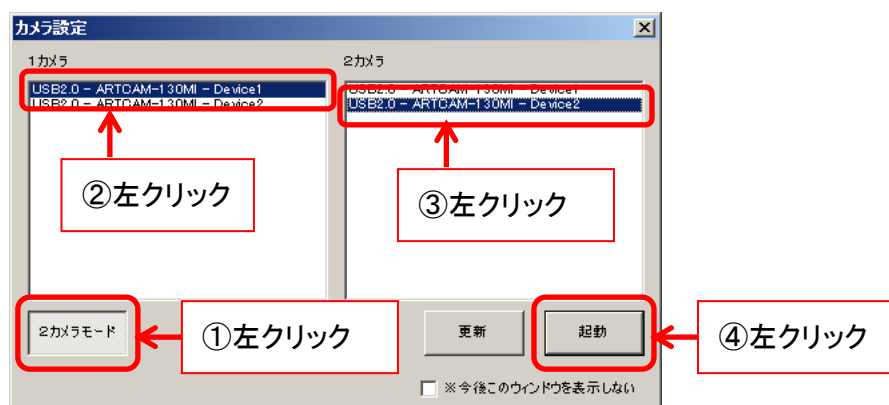 カメラ設定
1カメラ
2カメラ
USB2.0 - ARTCAM-130MI - Device1
USB2.0 - ARTCAM-130MI - Device2
USB2.0 - ARTCAM-130MI - Device1
USB2.0 - ARTCAM-130MI - Device2
②左クリック
③左クリック
2カメラモード
①左クリック
更新
起動
④左クリック
※今後このウィンドウを表示しない